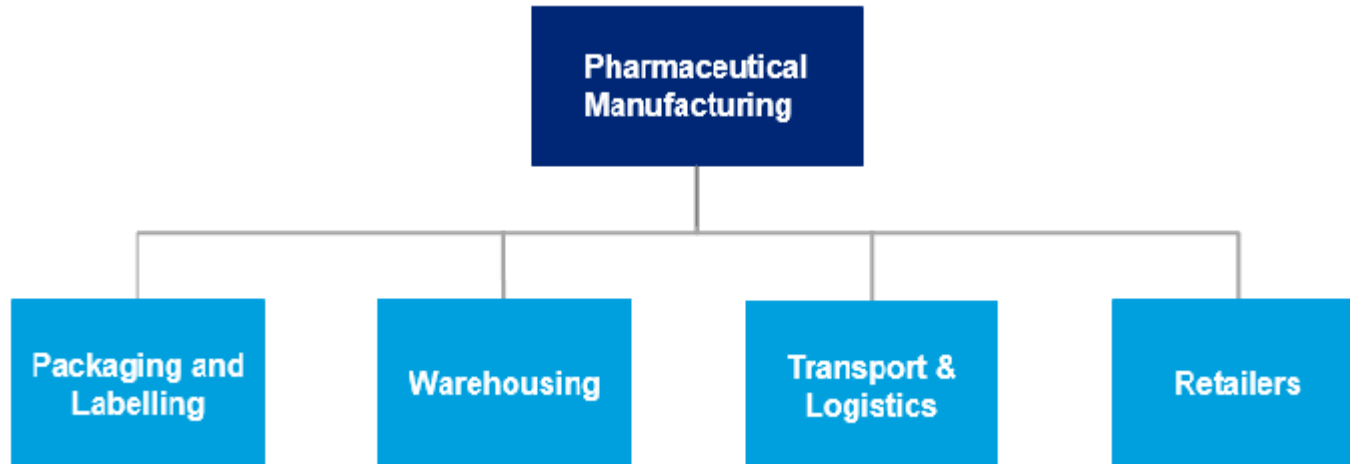 Pharmaceutical
Manufacturing
Packaging and
Labelling
Warehousing
Transport &
Logistics
Retailers